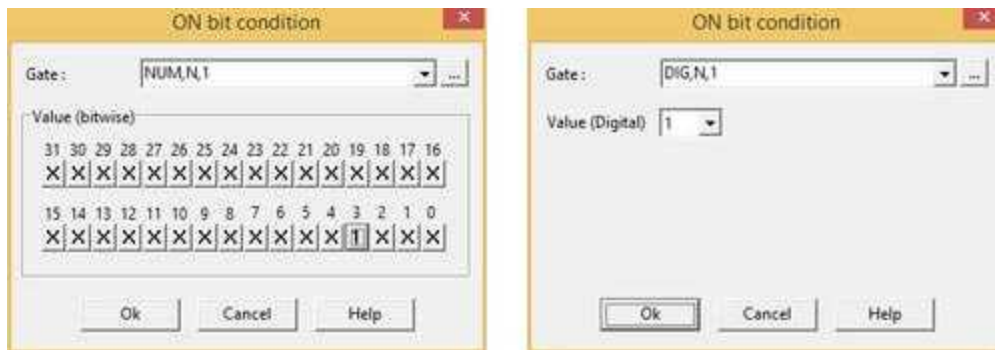 ON bit condition
Gate :
NUM,N,1
...
Value (bitwise)
31 30 29 28 27 26 25 24 23 22 21 20 19 18 17 16
X X X X X X X X X X X X X X X X
15 14 13 12 11 10 9 8 7 6 5 4 3 2 1 0
X X X X X X X X X X X X 1 X X X
Ok Cancel Help
ON bit condition
Gate :
DIG,N,1
...
Value (Digital) 1
Ok Cancel Help